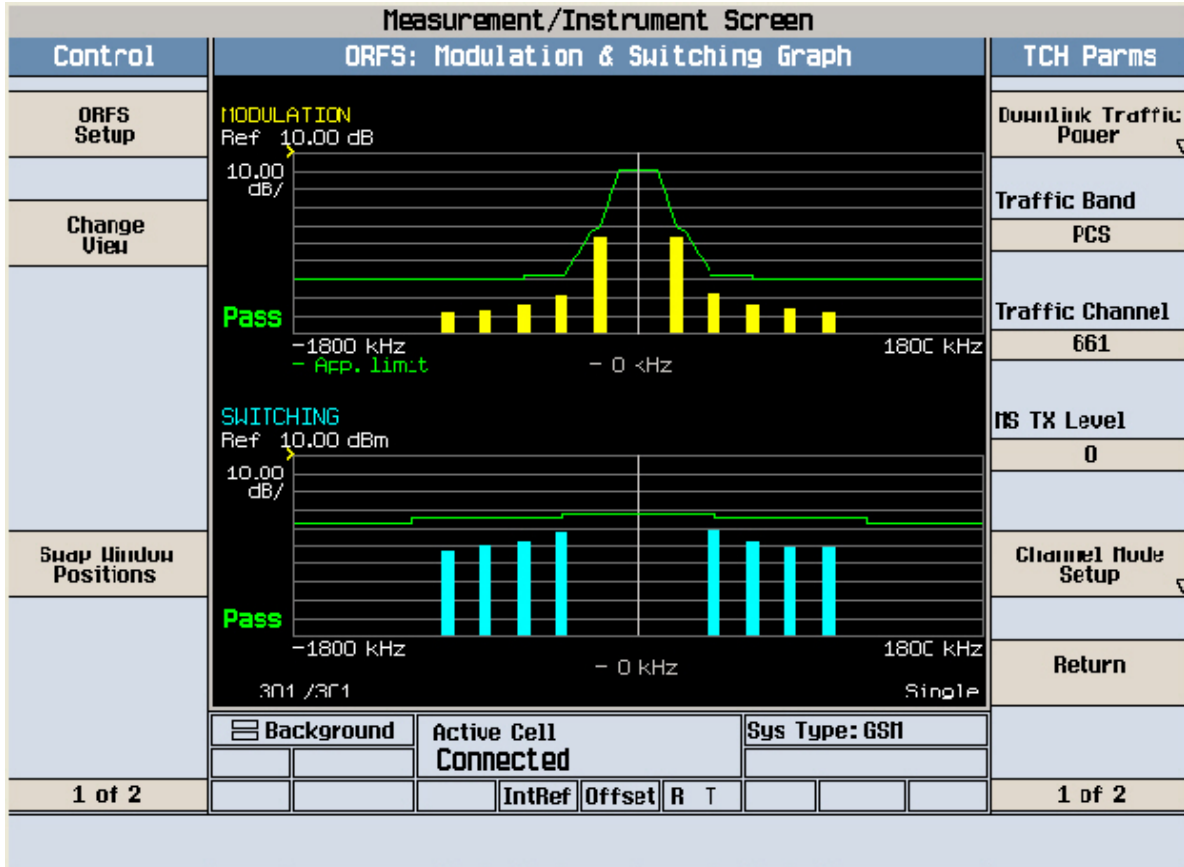 Measurement/Instrument Screen
Control
ORFS: Modulation & Switching Graph
TCH Parms
ORFS
Setup
Change
View
Swap Window
Positions
1 of 2
MODULATION
Ref 10.00 dB
10.00
dB/
Pass
-1800 kHz
1800 kHz
- App. limit
- 0 kHz
SWITCHING
Ref 10.00 dBm
10.00
dB/
Pass
-1800 kHz
1800 kHz
- 0 kHz
301/301
Single
Background
Active Cell
Connected
Sys Type: GSM
IntRef
Offset
R T
Downlink Traffic
Power
Traffic Band
PCS
Traffic Channel
661
MS TX Level
0
Channel Mode
Setup
Return
1 of 2